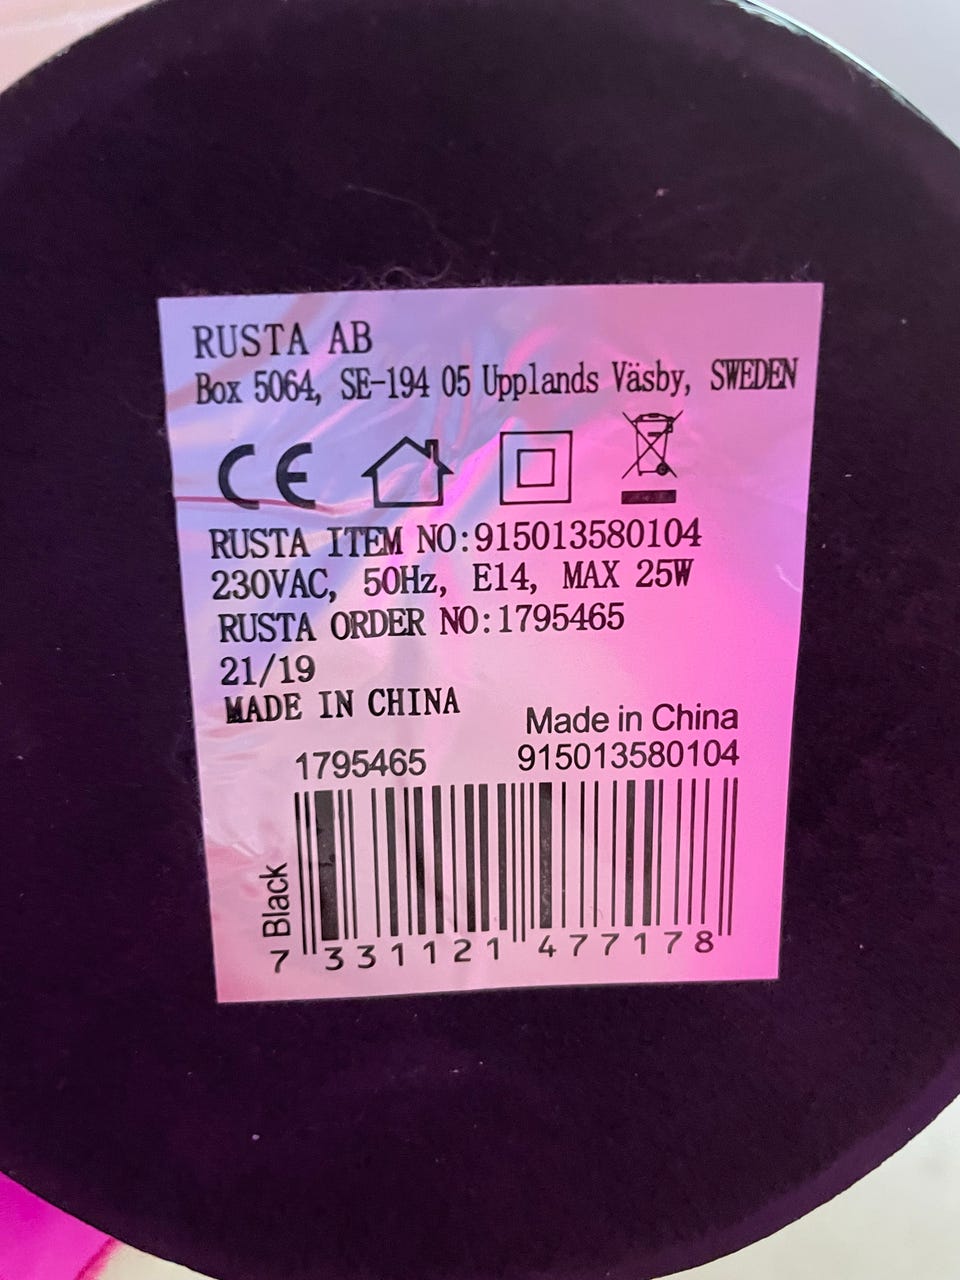 RUSTA AB
Box 5064, SE-194 05 Upplands Väsby, SWEDEN
CE
RUSTA ITEM NO:915013580104
230VAC, 50Hz, E14, MAX 25W
RUSTA ORDER NO:1795465
21/19
MADE IN CHINA
Made in China
1795465 915013580104
Black
7 331121 477178